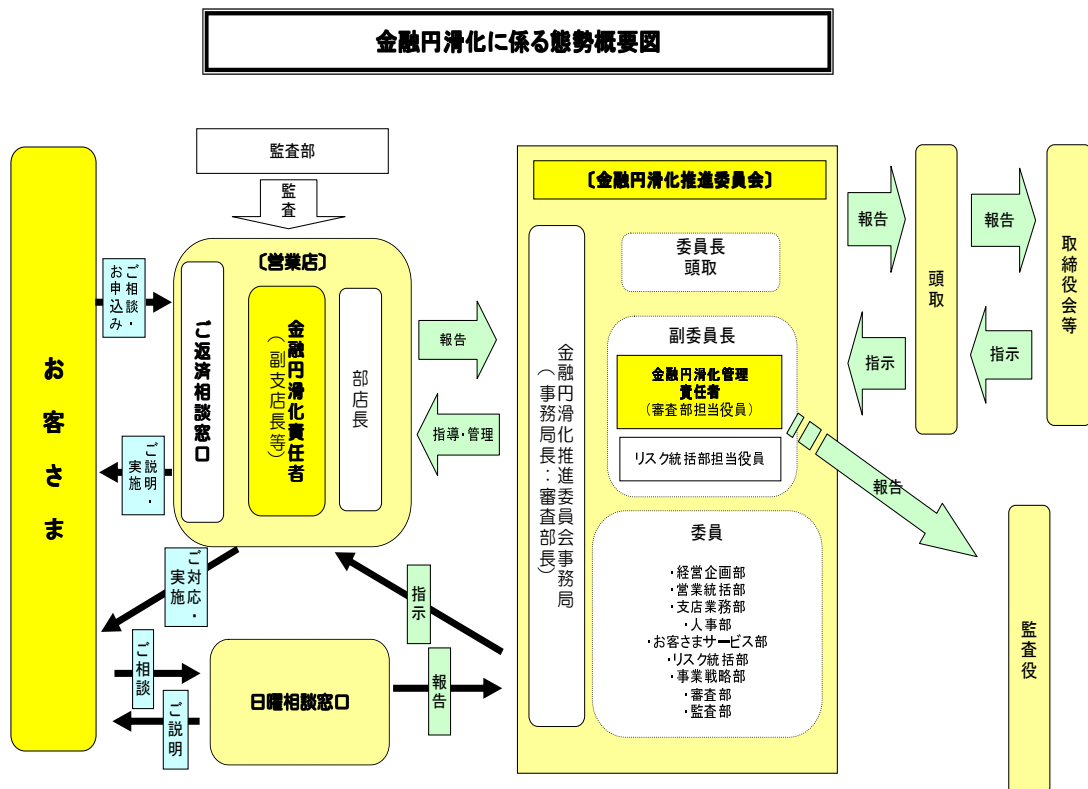 金融円滑化に係る態勢概要図
監査部
監査
お客さま
ご相談・
お申込み
ご説明・
実施
ご対応・
実施
ご相談
ご説明
〔営業店〕
ご返済相談窓口
金融円滑化責任者
（副支店長等）
部店長
報告
指導・管理
指示
日曜相談窓口
報告
〔金融円滑化推進委員会〕
金融円滑化推進委員会事務局
（事務局長：審査部長）
委員長
頭取
副委員長
金融円滑化管理
責任者
（審査部担当役員）
リスク統括部担当役員
委員
・経営企画部
・営業統括部
・支店業務部
・人事部
・お客さまサービス部
・リスク統括部
・事業戦略部
・審査部
・監査部
報告
指示
頭取
報告
指示
取締役会等
報告
監査役